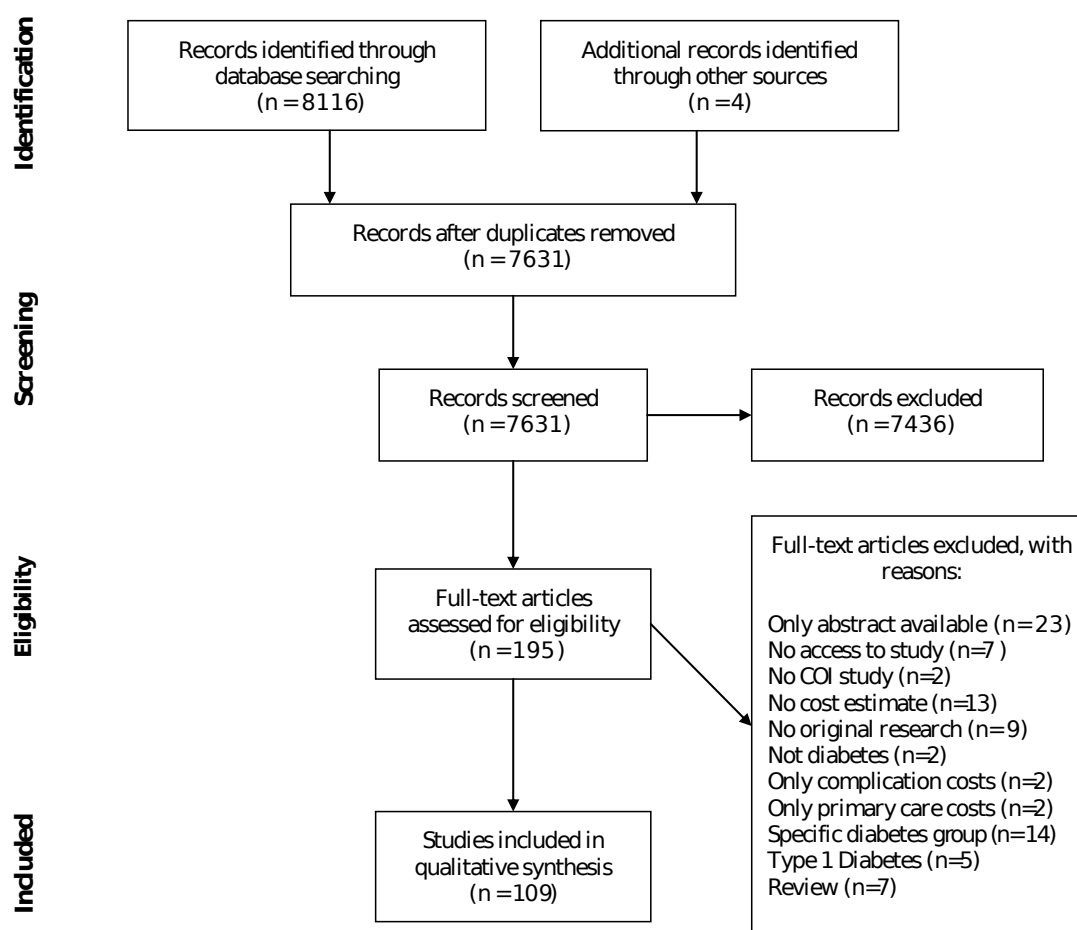 Identification
Records identified through
database searching
(n = 8116)
Additional records identified
through other sources
(n = 4)
Records after duplicates removed
(n = 7631)
Screening
Records screened
(n = 7631)
Records excluded
(n = 7436)
Eligibility
Full-text articles
assessed for eligibility
(n = 195)
Full-text articles excluded, with
reasons:
Only abstract available (n = 23)
No access to study (n=7 )
No COI study (n=2)
No cost estimate (n=13)
No original research (n= 9)
Not diabetes (n=2)
Only complication costs (n=2)
Only primary care costs (n=2)
Specific diabetes group (n=14)
Type 1 Diabetes (n=5)
Review (n=7)
Included
Studies included in
qualitative synthesis
(n = 109)